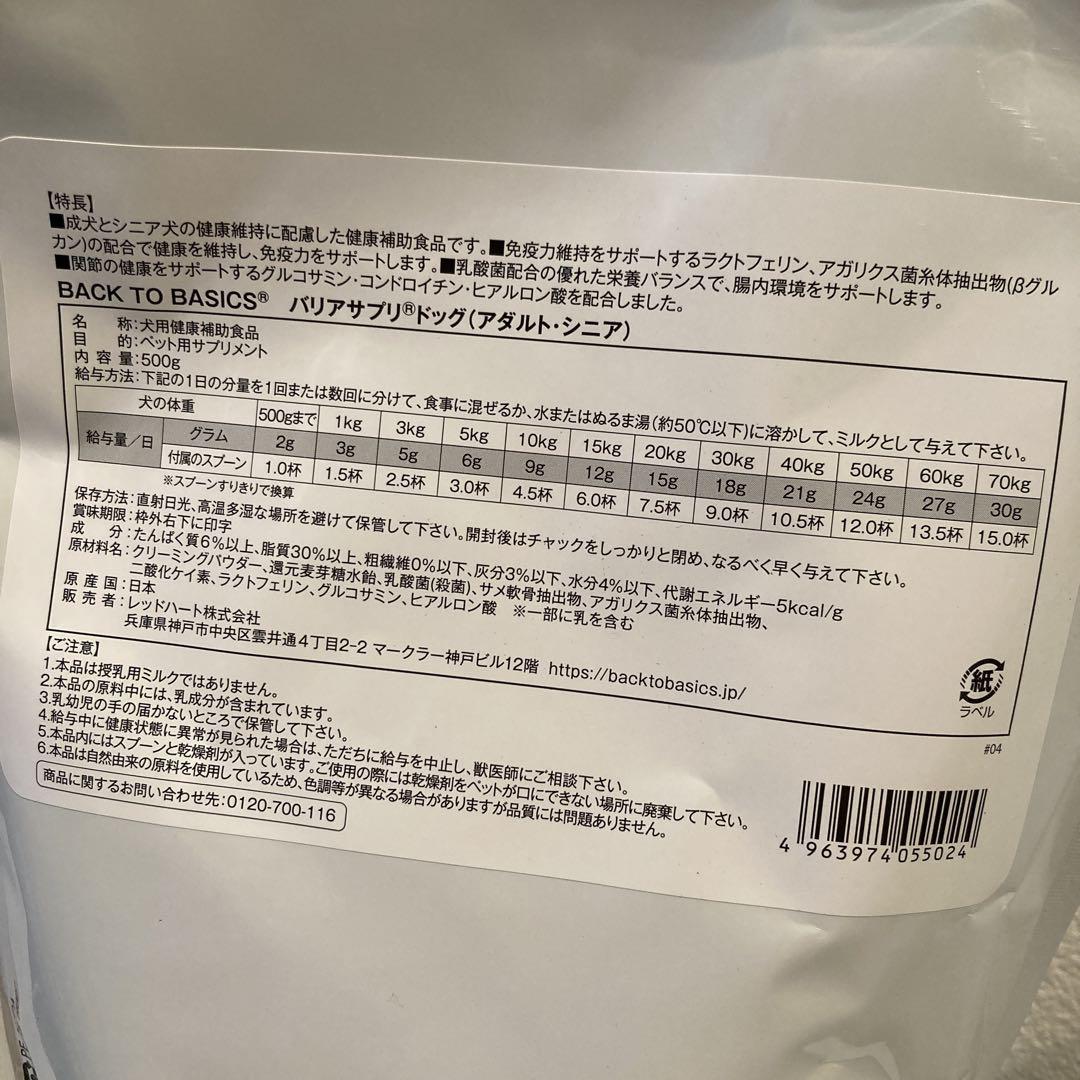 【特長】
■成犬とシニア犬の健康維持に配慮した健康補助食品です。■免疫力維持をサポートするラクトフェリン、アガリクス菌糸体抽出物(βグル
カン)の配合で健康を維持し、免疫力をサポートします。■乳酸菌配合の優れた栄養バランスで、腸内環境をサポートします。
■関節の健康をサポートするグルコサミン・コンドロイチン・ヒアルロン酸を配合しました。
BACK TO BASICS® バリアサプリ®ドッグ(アダルト・シニア)
名 称:犬用健康補助食品
目 的:ペット用サプリメント
内容量:500g
給与方法:下記の1日の分量を1回または数回に分けて、食事に混ぜるか、水またはぬるま湯(約50℃以下)に溶かして、ミルクとして与えて下さい。
犬の体重 500gまで 1kg 3kg 5kg 10kg 15kg 20kg 30kg 40kg 50kg 60kg 70kg
給与量/日 グラム 2g 3g 5g 6g 9g 12g 15g 18g 21g 24g 27g 30g
付属のスプーン 1.0杯 1.5杯 2.5杯 3.0杯 4.5杯 6.0杯 7.5杯 9.0杯 10.5杯 12.0杯 13.5杯 15.0杯
※スプーンすりきりで換算
保存方法:直射日光、高温多湿な場所を避けて保管して下さい。開封後はチャックをしっかりと閉め、なるべく早く与えて下さい。
賞味期限:枠外右下に印字
成 分:たんぱく質6%以上、脂質30%以上、粗繊維0%以下、灰分3%以下、水分4%以下、代謝エネルギー5kcal/g
原材料名:クリーミングパウダー、還元麦芽糖水飴、乳酸菌(殺菌)、サメ軟骨抽出物、アガリクス菌糸体抽出物、
二酸化ケイ素、ラクトフェリン、グルコサミン、ヒアルロン酸 ※一部に乳を含む
原産国:日本
販売者:レッドハート株式会社
兵庫県神戸市中央区雲井通4丁目2-2 マークラー神戸ビル12階 https://backtobasics.jp/
紙
ラベル
#04
【ご注意】
1.本品は授乳用ミルクではありません。
2.本品の原料中には、乳成分が含まれています。
3.乳幼児の手の届かないところで保管して下さい。
4.給与中に健康状態に異常が見られた場合は、ただちに給与を中止し、獣医師にご相談下さい。
5.本品内にはスプーンと乾燥剤が入っています。ご使用の際には乾燥剤をペットが口にできない場所に廃棄して下さい。
6.本品は自然由来の原料を使用しているため、色調等が異なる場合がありますが品質には問題ありません。
商品に関するお問い合わせ先:0120-700-116
4 963974 055024